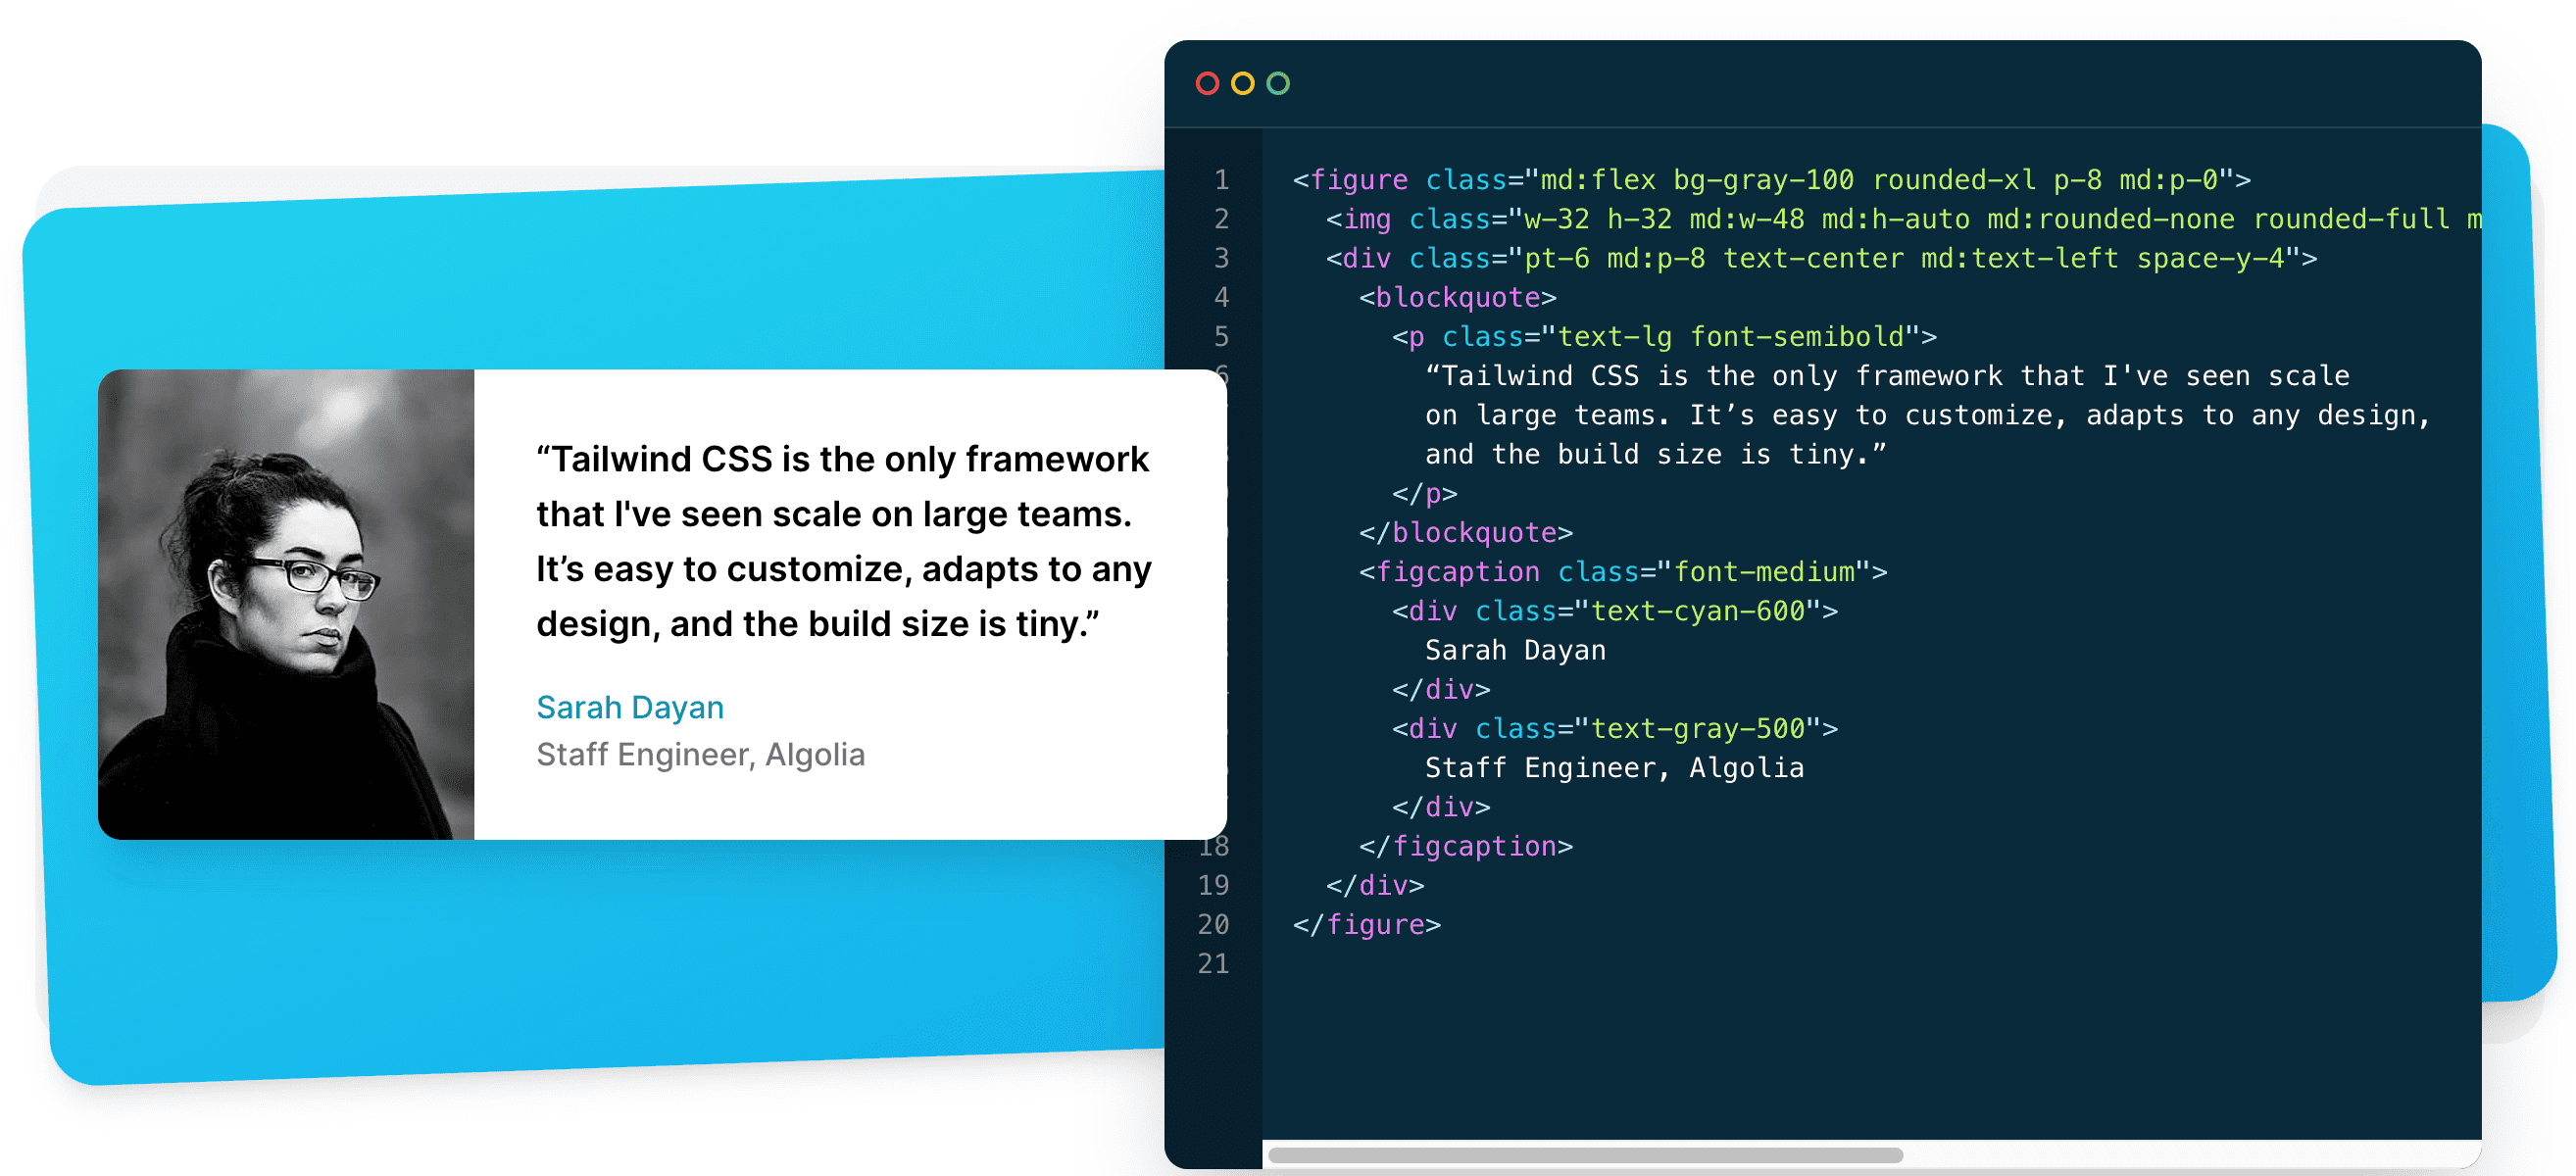 “Tailwind CSS is the only framework
that I've seen scale on large teams.
It’s easy to customize, adapts to any
design, and the build size is tiny.”
Sarah Dayan
Staff Engineer, Algolia
1 <figure class="md:flex bg-gray-100 rounded-xl p-8 md:p-0">
2 <img class="w-32 h-32 md:w-48 md:h-auto md:rounded-none rounded-full m
3 <div class="pt-6 md:p-8 text-center md:text-left space-y-4">
4 <blockquote>
5 <p class="text-lg font-semibold">
“Tailwind CSS is the only framework that I've seen scale
on large teams. It’s easy to customize, adapts to any design,
and the build size is tiny.”
</p>
</blockquote>
<figcaption class="font-medium">
<div class="text-cyan-600">
Sarah Dayan
</div>
<div class="text-gray-500">
Staff Engineer, Algolia
</div>
18 </figcaption>
19 </div>
20 </figure>
21